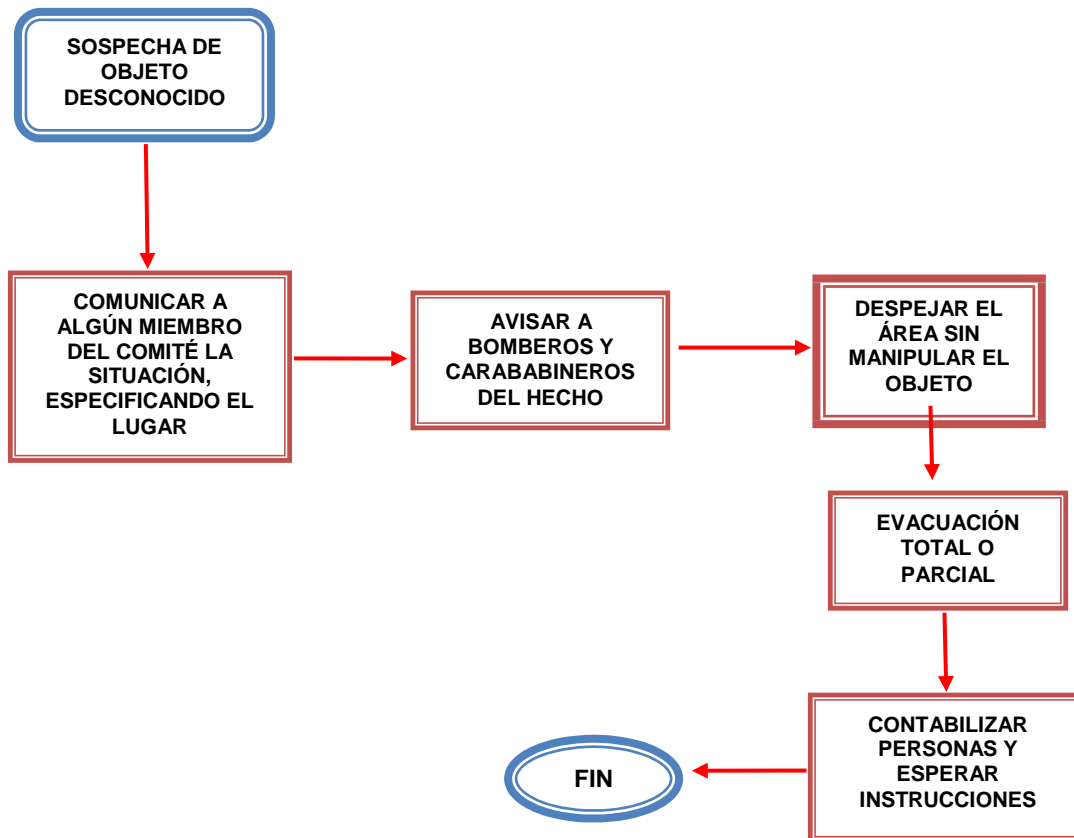 SOSPECHA DE
OBJETO
DESCONOCIDO
COMUNICAR A
ALGÚN MIEMBRO
DEL COMITÉ LA
SITUACIÓN,
ESPECIFICANDO EL
LUGAR
AVISAR A
BOMBEROS Y
CARABABINEROS
DEL HECHO
DESPEJAR EL
ÁREA SIN
MANIPULAR EL
OBJETO
EVACUACIÓN
TOTAL O
PARCIAL
CONTABILIZAR
PERSONAS Y
ESPERAR
INSTRUCCIONES
FIN